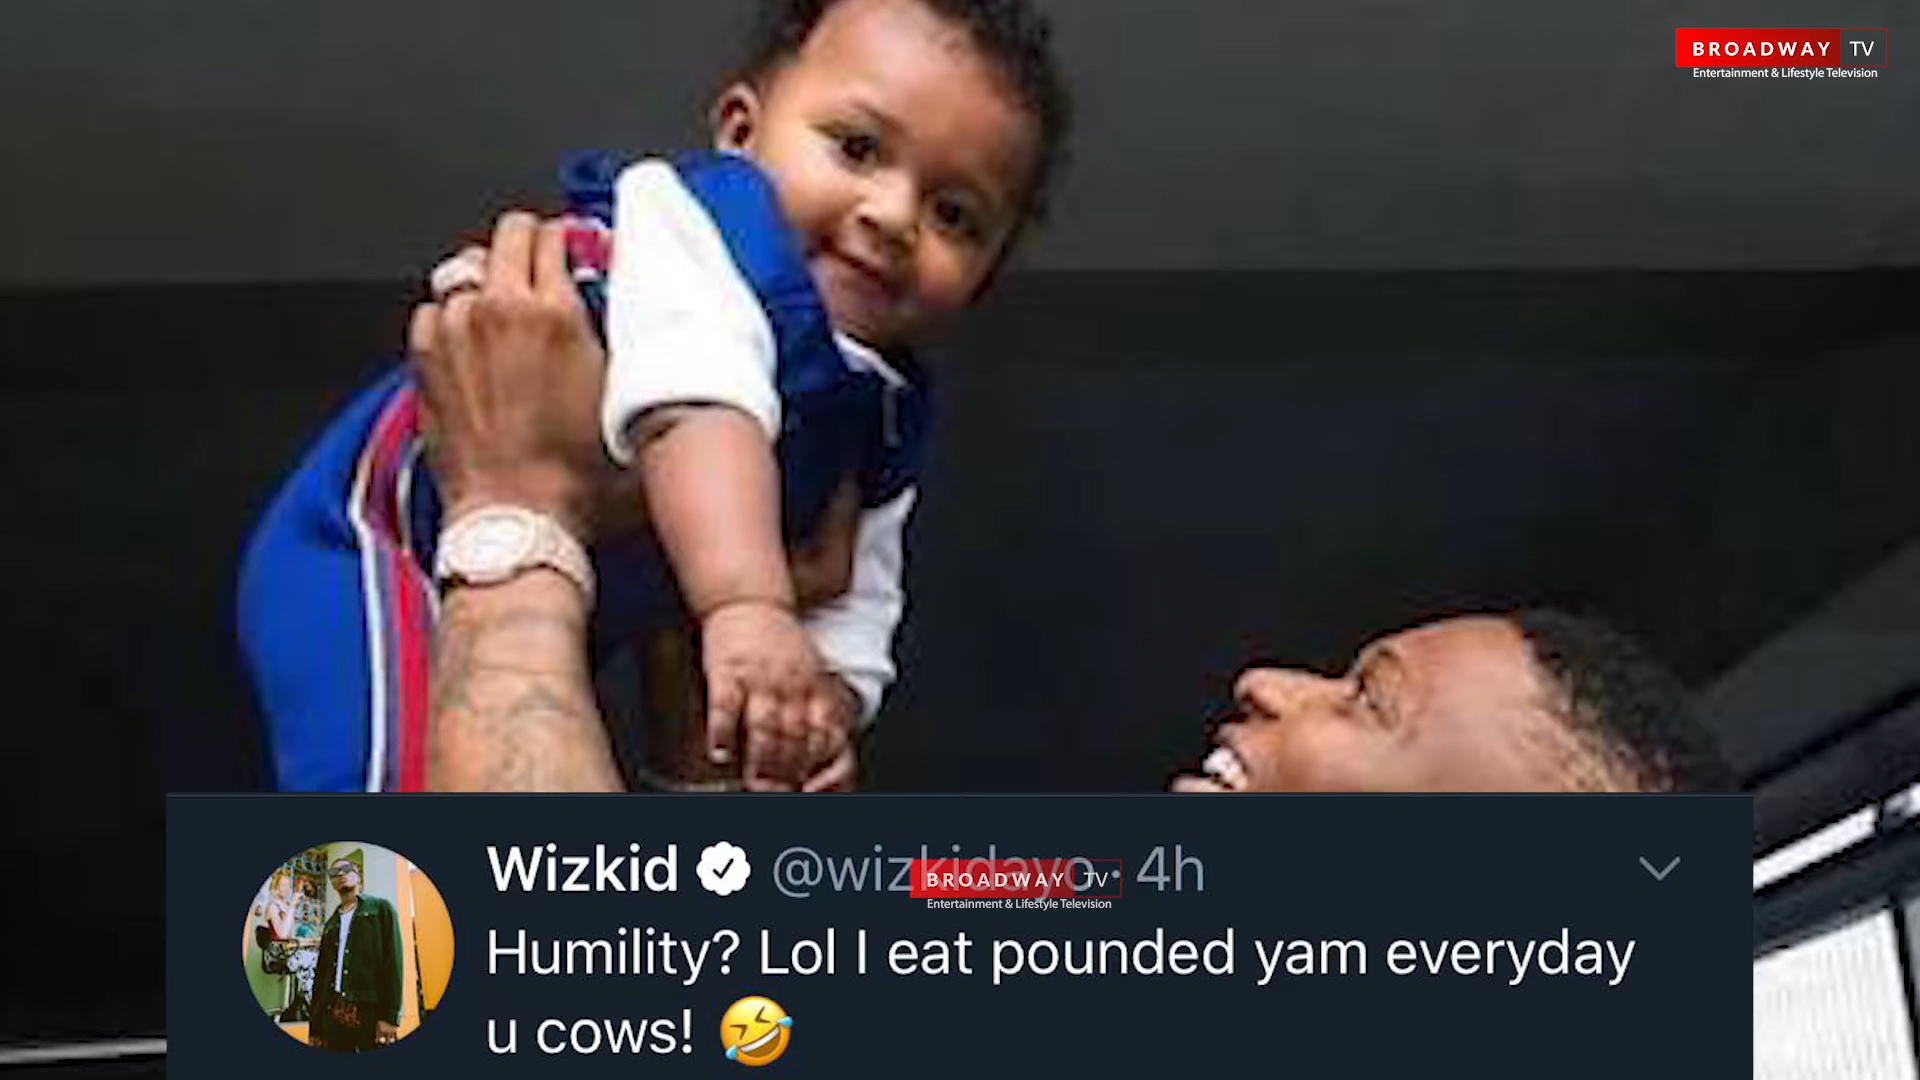 BROADWAY TV
Entertainment & Lifestyle Television
Wizkid @wizkidayo · 4h
BROADWAY TV
Entertainment & Lifestyle Television
Humility? Lol I eat pounded yam everyday
u cows! 🤣